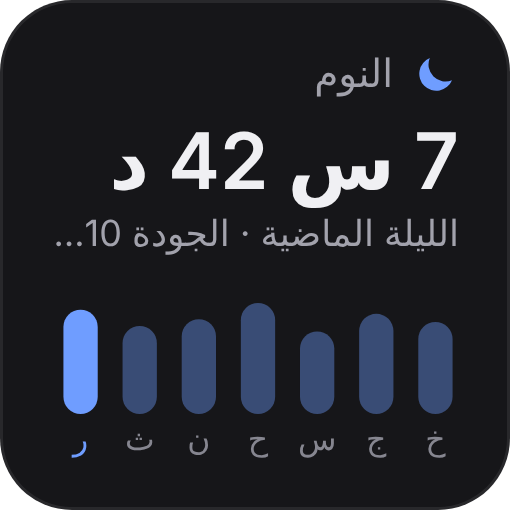 النوم
7 س 42 د
الليلة الماضية · الجودة 10...
خ ج س ح ن ث ر